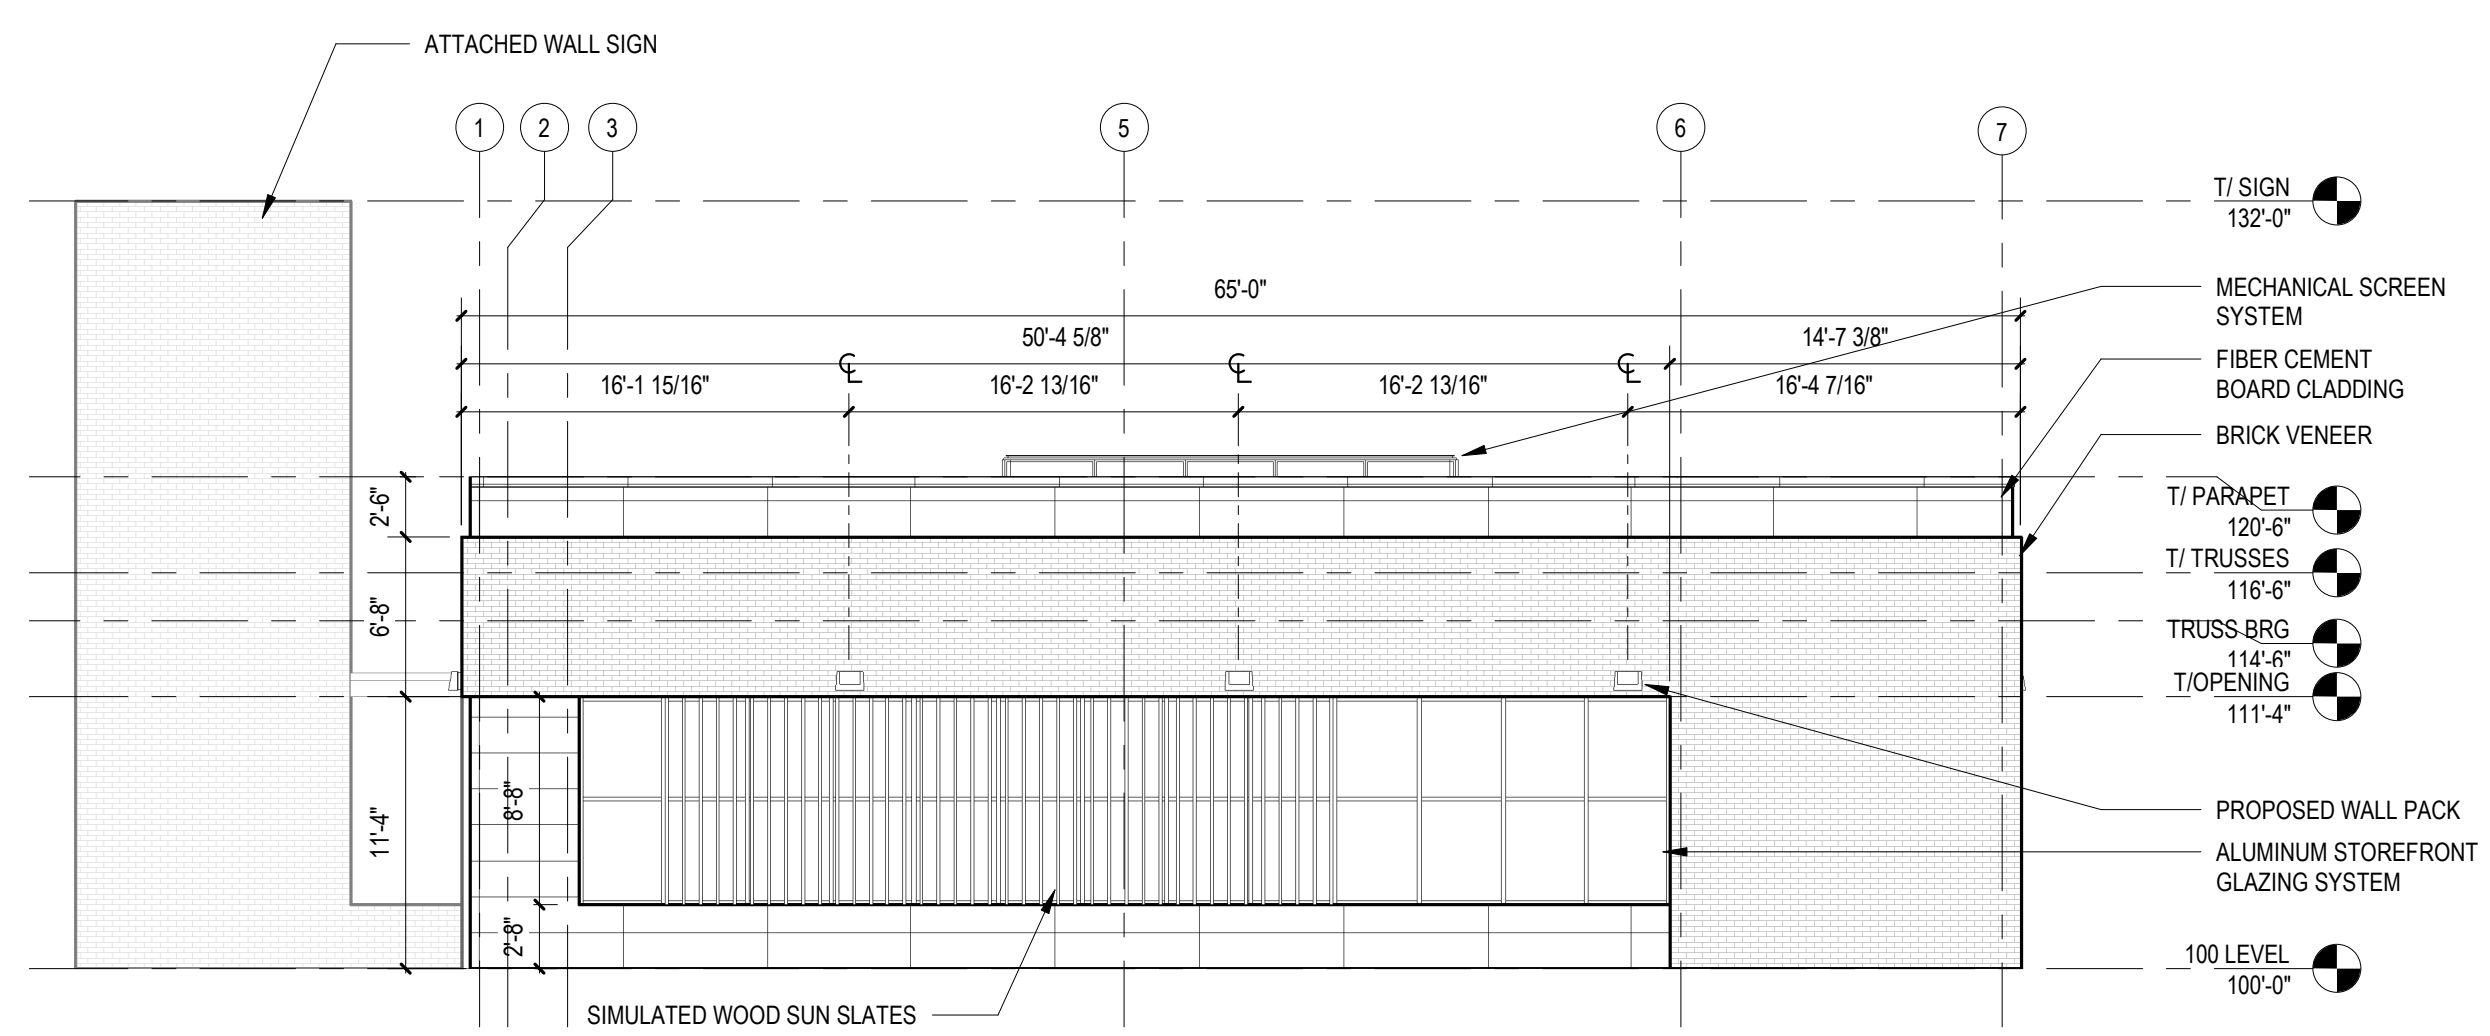 ATTACHED WALL SIGN
1
2
3
5
6
7
T/ SIGN
132'-0"
65'-0"
MECHANICAL SCREEN
SYSTEM
50'-4 5/8"
14'-7 3/8"
FIBER CEMENT
BOARD CLADDING
16'-1 15/16"
16'-2 13/16"
16'-2 13/16"
16'-4 7/16"
BRICK VENEER
2'-6"
T/ PARAPET
120'-6"
T/ TRUSSES
116'-6"
6'-8"
TRUSS BRG
114'-6"
T/OPENING
111'-4"
8'-8"
11'-4"
PROPOSED WALL PACK
ALUMINUM STOREFRONT
GLAZING SYSTEM
2'-8"
100 LEVEL
100'-0"
SIMULATED WOOD SUN SLATES